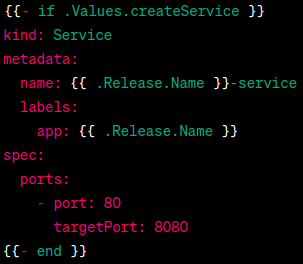 {{- if .Values.createService }}
kind: Service
metadata:
  name: {{ .Release.Name }}-service
  labels:
    app: {{ .Release.Name }}
spec:
  ports:
    - port: 80
      targetPort: 8080
{{- end }}